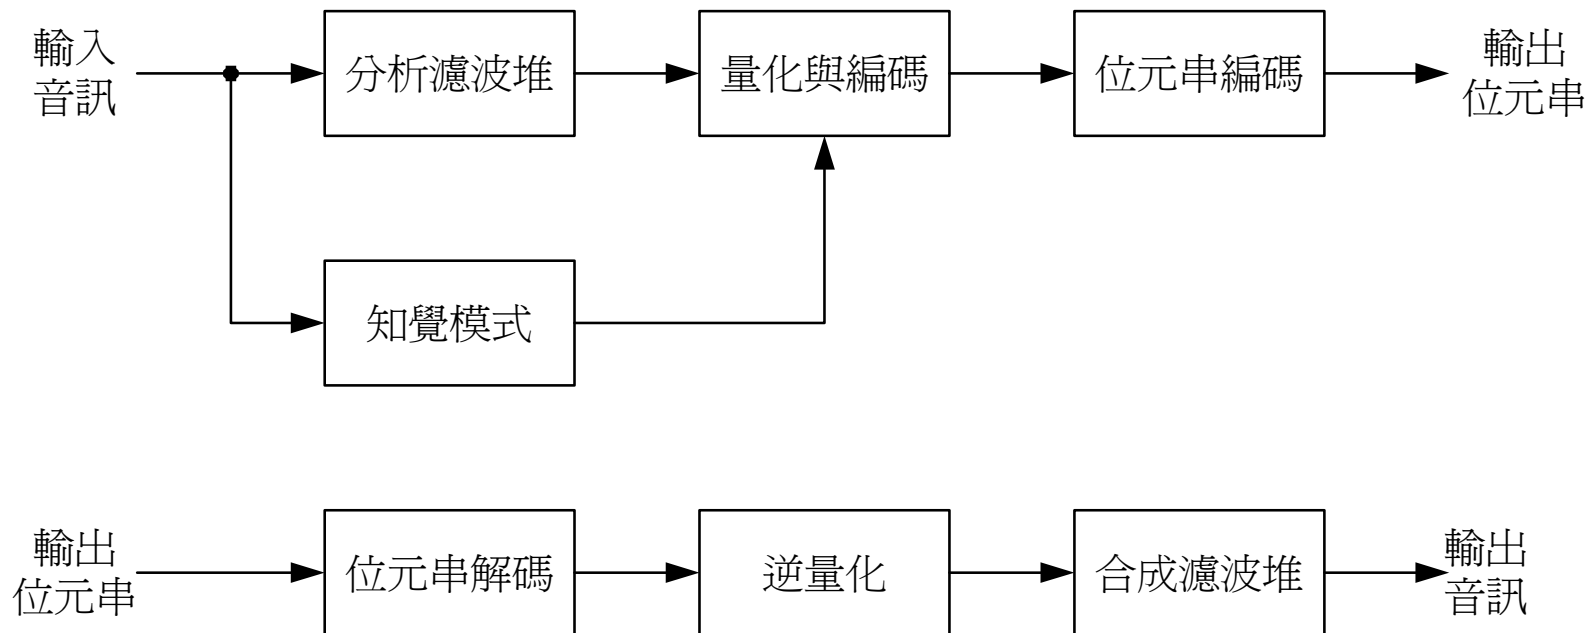 輸入
音訊
分析濾波堆
量化與編碼
位元串編碼
輸出
位元串
知覺模式
輸出
位元串
位元串解碼
逆量化
合成濾波堆
輸出
音訊